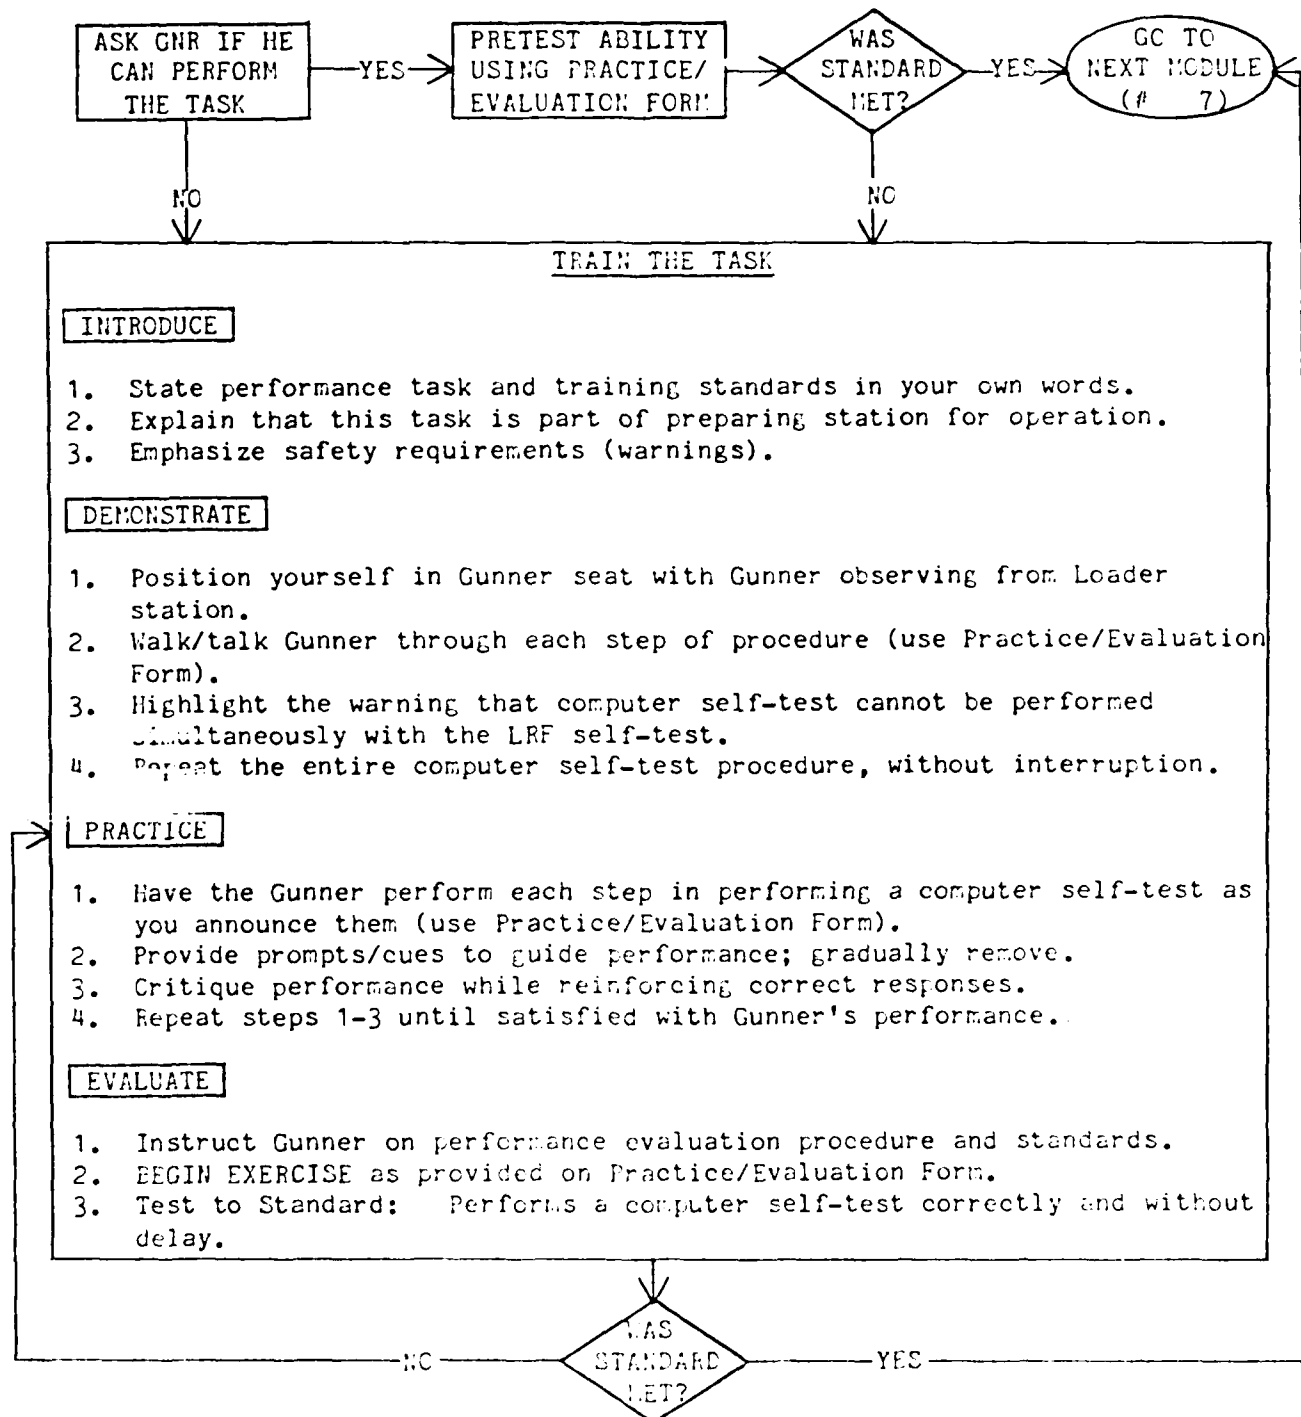 ASK GNR IF HE
CAN PERFORM
THE TASK
YES
PRETEST ABILITY
USING PRACTICE/
EVALUATION FORM
WAS
STANDARD
MET?
YES
GO TO
NEXT MODULE
(# 7)
NO
NO
TRAIN THE TASK
INTRODUCE
1. State performance task and training standards in your own words.
2. Explain that this task is part of preparing station for operation.
3. Emphasize safety requirements (warnings).
DEMONSTRATE
1. Position yourself in Gunner seat with Gunner observing from Loader
station.
2. Walk/talk Gunner through each step of procedure (use Practice/Evaluation
Form).
3. Highlight the warning that computer self-test cannot be performed
simultaneously with the LRF self-test.
4. Repeat the entire computer self-test procedure, without interruption.
PRACTICE
1. Have the Gunner perform each step in performing a computer self-test as
you announce them (use Practice/Evaluation Form).
2. Provide prompts/cues to guide performance; gradually remove.
3. Critique performance while reinforcing correct responses.
4. Repeat steps 1-3 until satisfied with Gunner's performance.
EVALUATE
1. Instruct Gunner on performance evaluation procedure and standards.
2. BEGIN EXERCISE as provided on Practice/Evaluation Form.
3. Test to Standard: Performs a computer self-test correctly and without
delay.
NO
WAS
STANDARD
MET?
YES